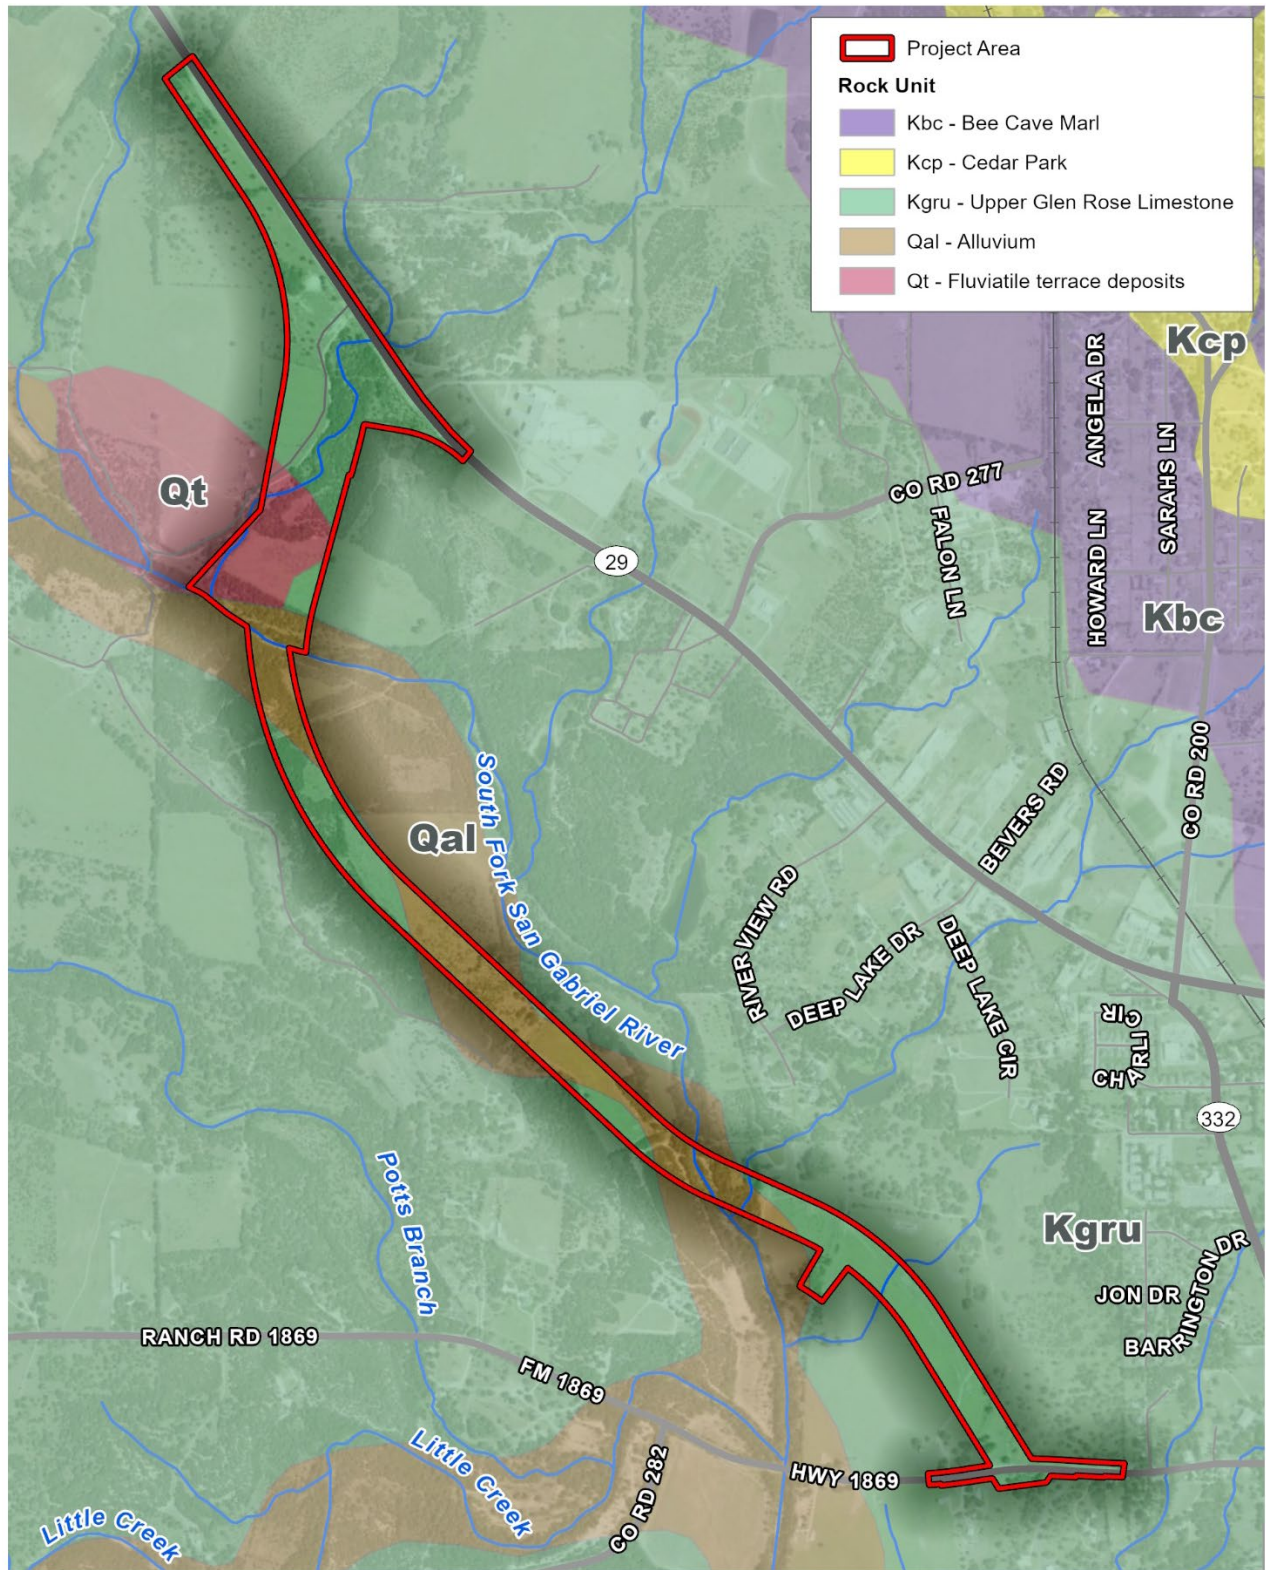 Project Area
Rock Unit
Kbc - Bee Cave Marl
Kcp - Cedar Park
Kgru - Upper Glen Rose Limestone
Qal - Alluvium
Qt - Fluviatile terrace deposits
Kcp
ANGELA DR
SARAHS LN
CO RD 277
Qt
FALON LN
HOWARD LN
29
Kbc
CO RD 200
South Fork San Gabriel River
BEVERS RD
Qal
RIVER VIEW RD
DEEP LAKE DR
DEEP LAKE CIR
CHARLI CIR
332
Potts Branch
Kgru
BARRINGTON DR
JON DR
RANCH RD 1869
FM 1869
Little Creek
CO RD 282
HWY 1869
Little Creek